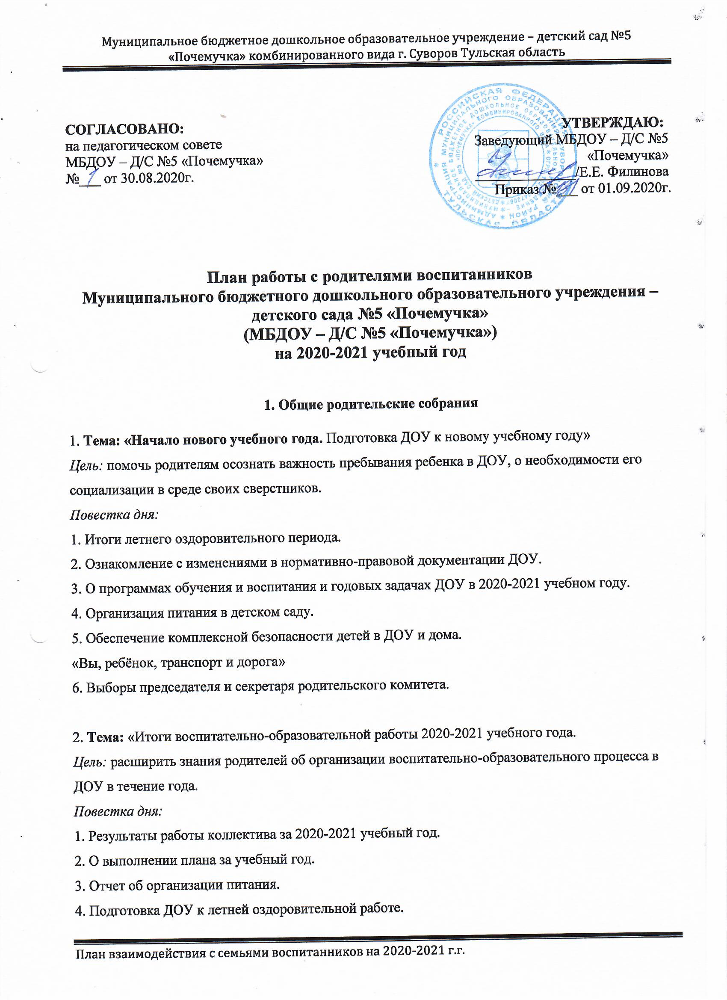 Муниципальное бюджетное дошкольное образовательное учреждение – детский сад №5
«Почемучка» комбинированного вида г. Суворов Тульская область
СОГЛАСОВАНО:
на педагогическом совете
МБДОУ – Д/С №5 «Почемучка»
№ 1 от 30.08.2020г.
УТВЕРЖДАЮ:
Заведующий МБДОУ – Д/С №5
«Почемучка»
/Е.Е. Филинова
Приказ №___ от 01.09.2020г.
РОССИЙСКАЯ ФЕДЕРАЦИЯ
ТУЛЬСКАЯ ОБЛАСТЬ
План работы с родителями воспитанников
Муниципального бюджетного дошкольного образовательного учреждения –
детского сада №5 «Почемучка»
(МБДОУ – Д/С №5 «Почемучка»)
на 2020-2021 учебный год
1. Общие родительские собрания
1. Тема: «Начало нового учебного года. Подготовка ДОУ к новому учебному году»
Цель: помочь родителям осознать важность пребывания ребенка в ДОУ, о необходимости его
социализации в среде своих сверстников.
Повестка дня:
1. Итоги летнего оздоровительного периода.
2. Ознакомление с изменениями в нормативно-правовой документации ДОУ.
3. О программах обучения и воспитания и годовых задачах ДОУ в 2020-2021 учебном году.
4. Организация питания в детском саду.
5. Обеспечение комплексной безопасности детей в ДОУ и дома.
«Вы, ребёнок, транспорт и дорога»
6. Выборы председателя и секретаря родительского комитета.
2. Тема: «Итоги воспитательно-образовательной работы 2020-2021 учебного года.
Цель: расширить знания родителей об организации воспитательно-образовательного процесса в
ДОУ в течение года.
Повестка дня:
1. Результаты работы коллектива за 2020-2021 учебный год.
2. О выполнении плана за учебный год.
3. Отчет об организации питания.
4. Подготовка ДОУ к летней оздоровительной работе.
План взаимодействия с семьями воспитанников на 2020-2021 г.г.